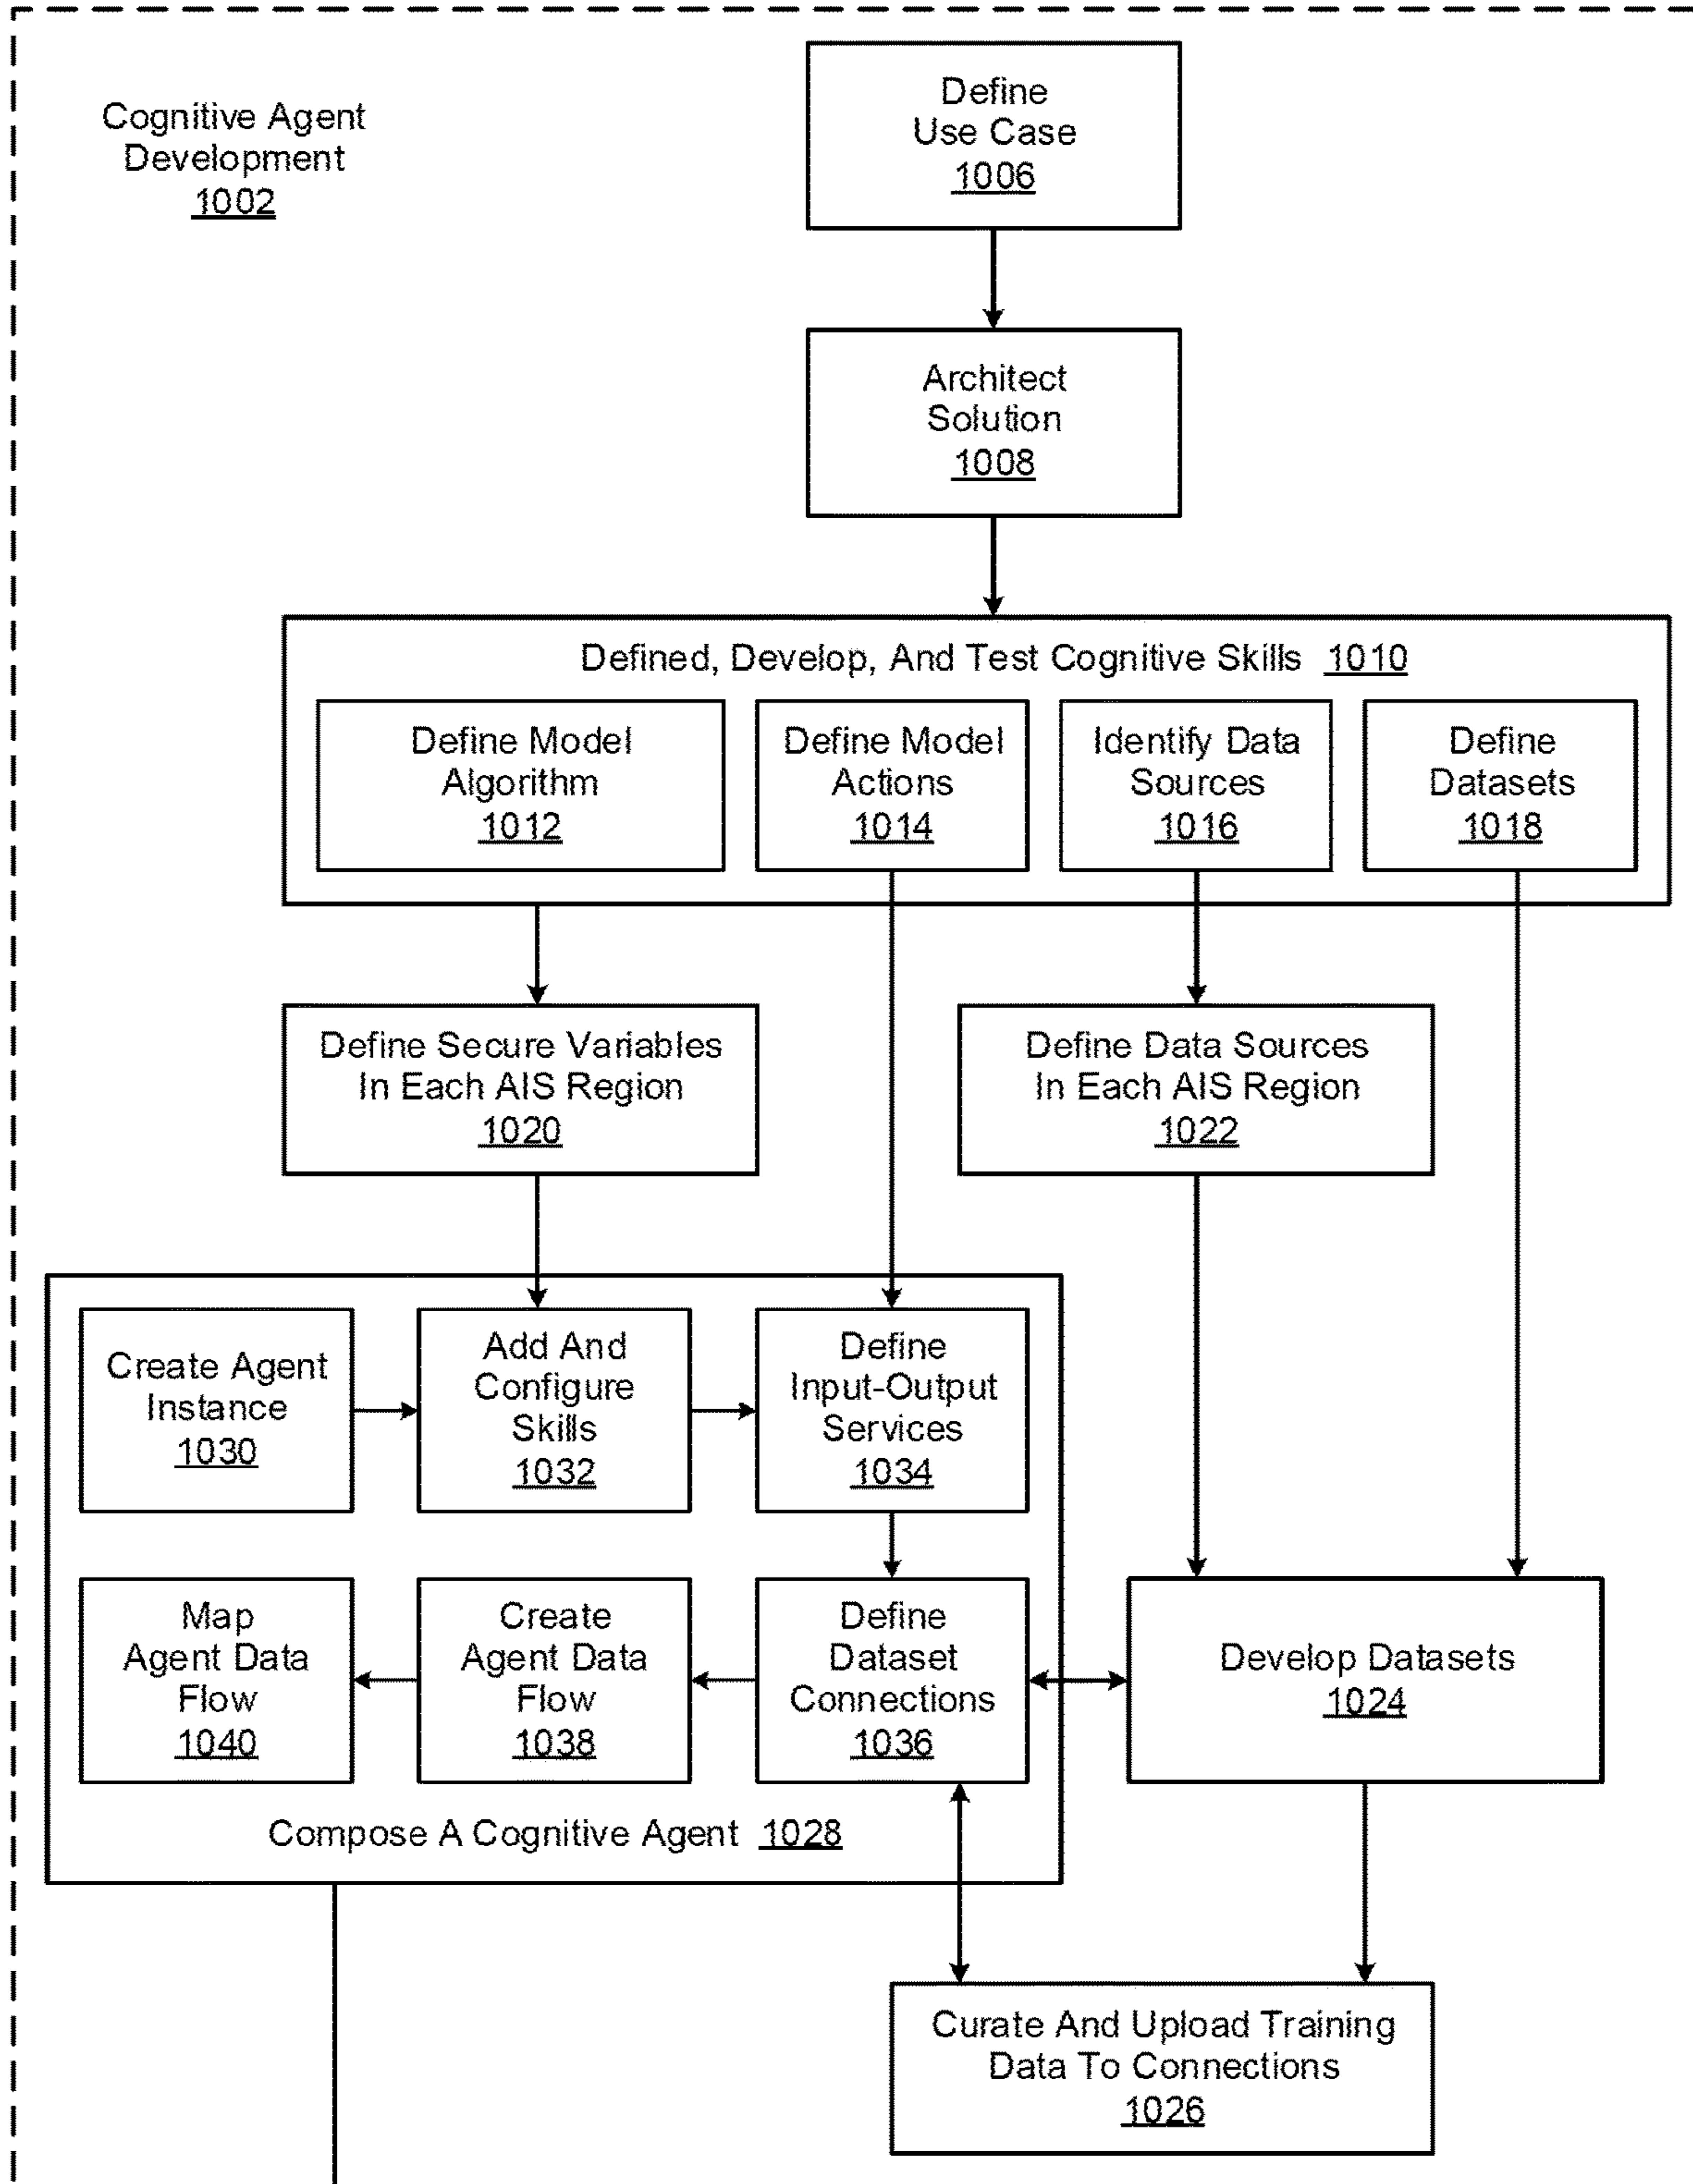 Cognitive Agent
Development
1002
Define
Use Case
1006
Architect
Solution
1008
Defined, Develop, And Test Cognitive Skills 1010
Define Model
Algorithm
1012
Define Model
Actions
1014
Identify Data
Sources
1016
Define
Datasets
1018
Define Secure Variables
In Each AIS Region
1020
Define Data Sources
In Each AIS Region
1022
Create Agent
Instance
1030
Add And
Configure
Skills
1032
Define
Input-Output
Services
1034
Map
Agent Data
Flow
1040
Create
Agent Data
Flow
1038
Define
Dataset
Connections
1036
Develop Datasets
1024
Compose A Cognitive Agent 1028
Curate And Upload Training
Data To Connections
1026